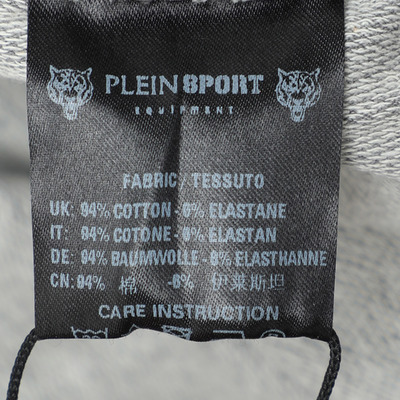 PLEIN SPORT
EQUIPMENT
FABRIC/TESSUTO
UK: 94% COTTON-6% ELASTANE
IT: 94% COTONE-6% ELASTAN
DE: 94% BAUMWOLLE-6% ELASTHANNE
CN: 94% 棉 -6% 伊莱斯坦
CARE INSTRUCTION